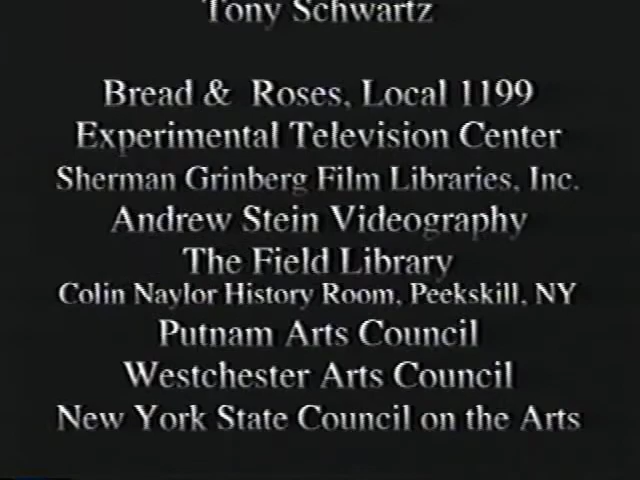 Tony Schwartz
Bread & Roses, Local 1199
Experimental Television Center
Sherman Grinberg Film Libraries, Inc.
Andrew Stein Videography
The Field Library
Colin Naylor History Room, Peekskill, NY
Putnam Arts Council
Westchester Arts Council
New York State Council on the Arts